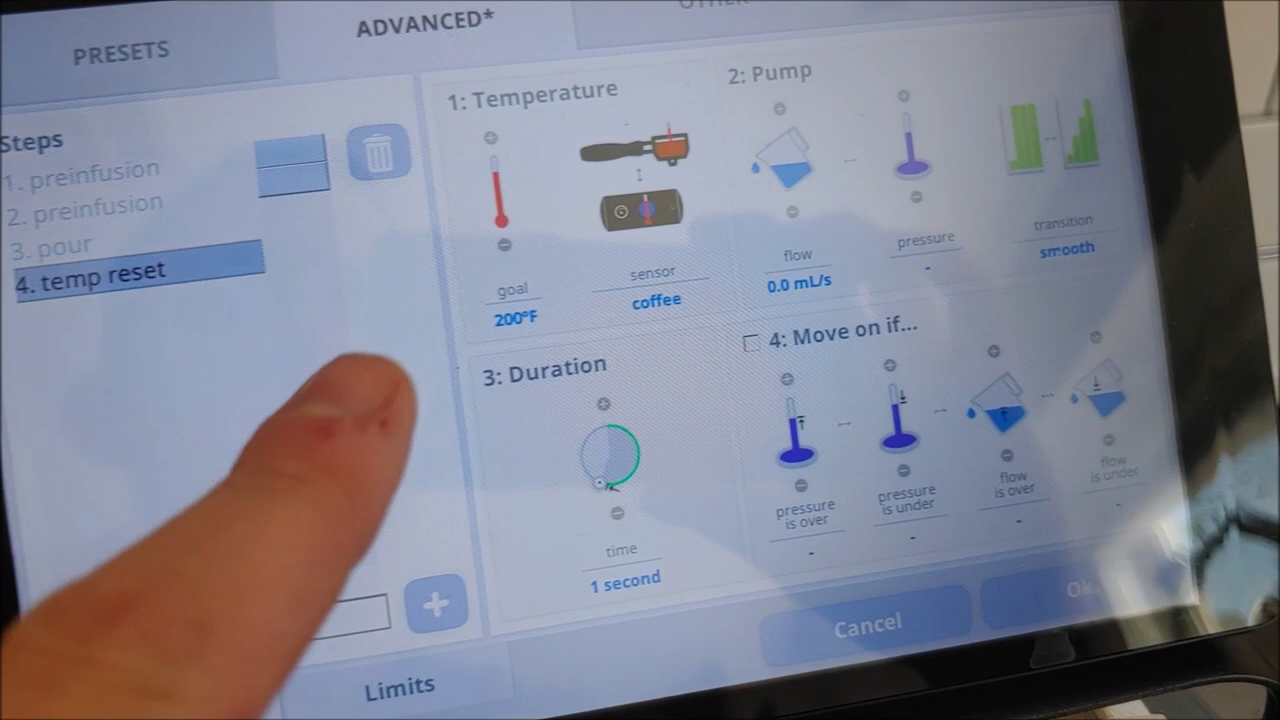 PRESETS
ADVANCED*
Steps
1. preinfusion
2. preinfusion
3. pour
4. temp reset
1: Temperature
goal
200°F
sensor
coffee
2: Pump
flow
0.0 mL/s
pressure
-
transition
smooth
3: Duration
time
1 second
4: Move on if...
pressure
is over
-
pressure
is under
-
flow
is over
-
flow
is under
-
Cancel
Ok
Limits